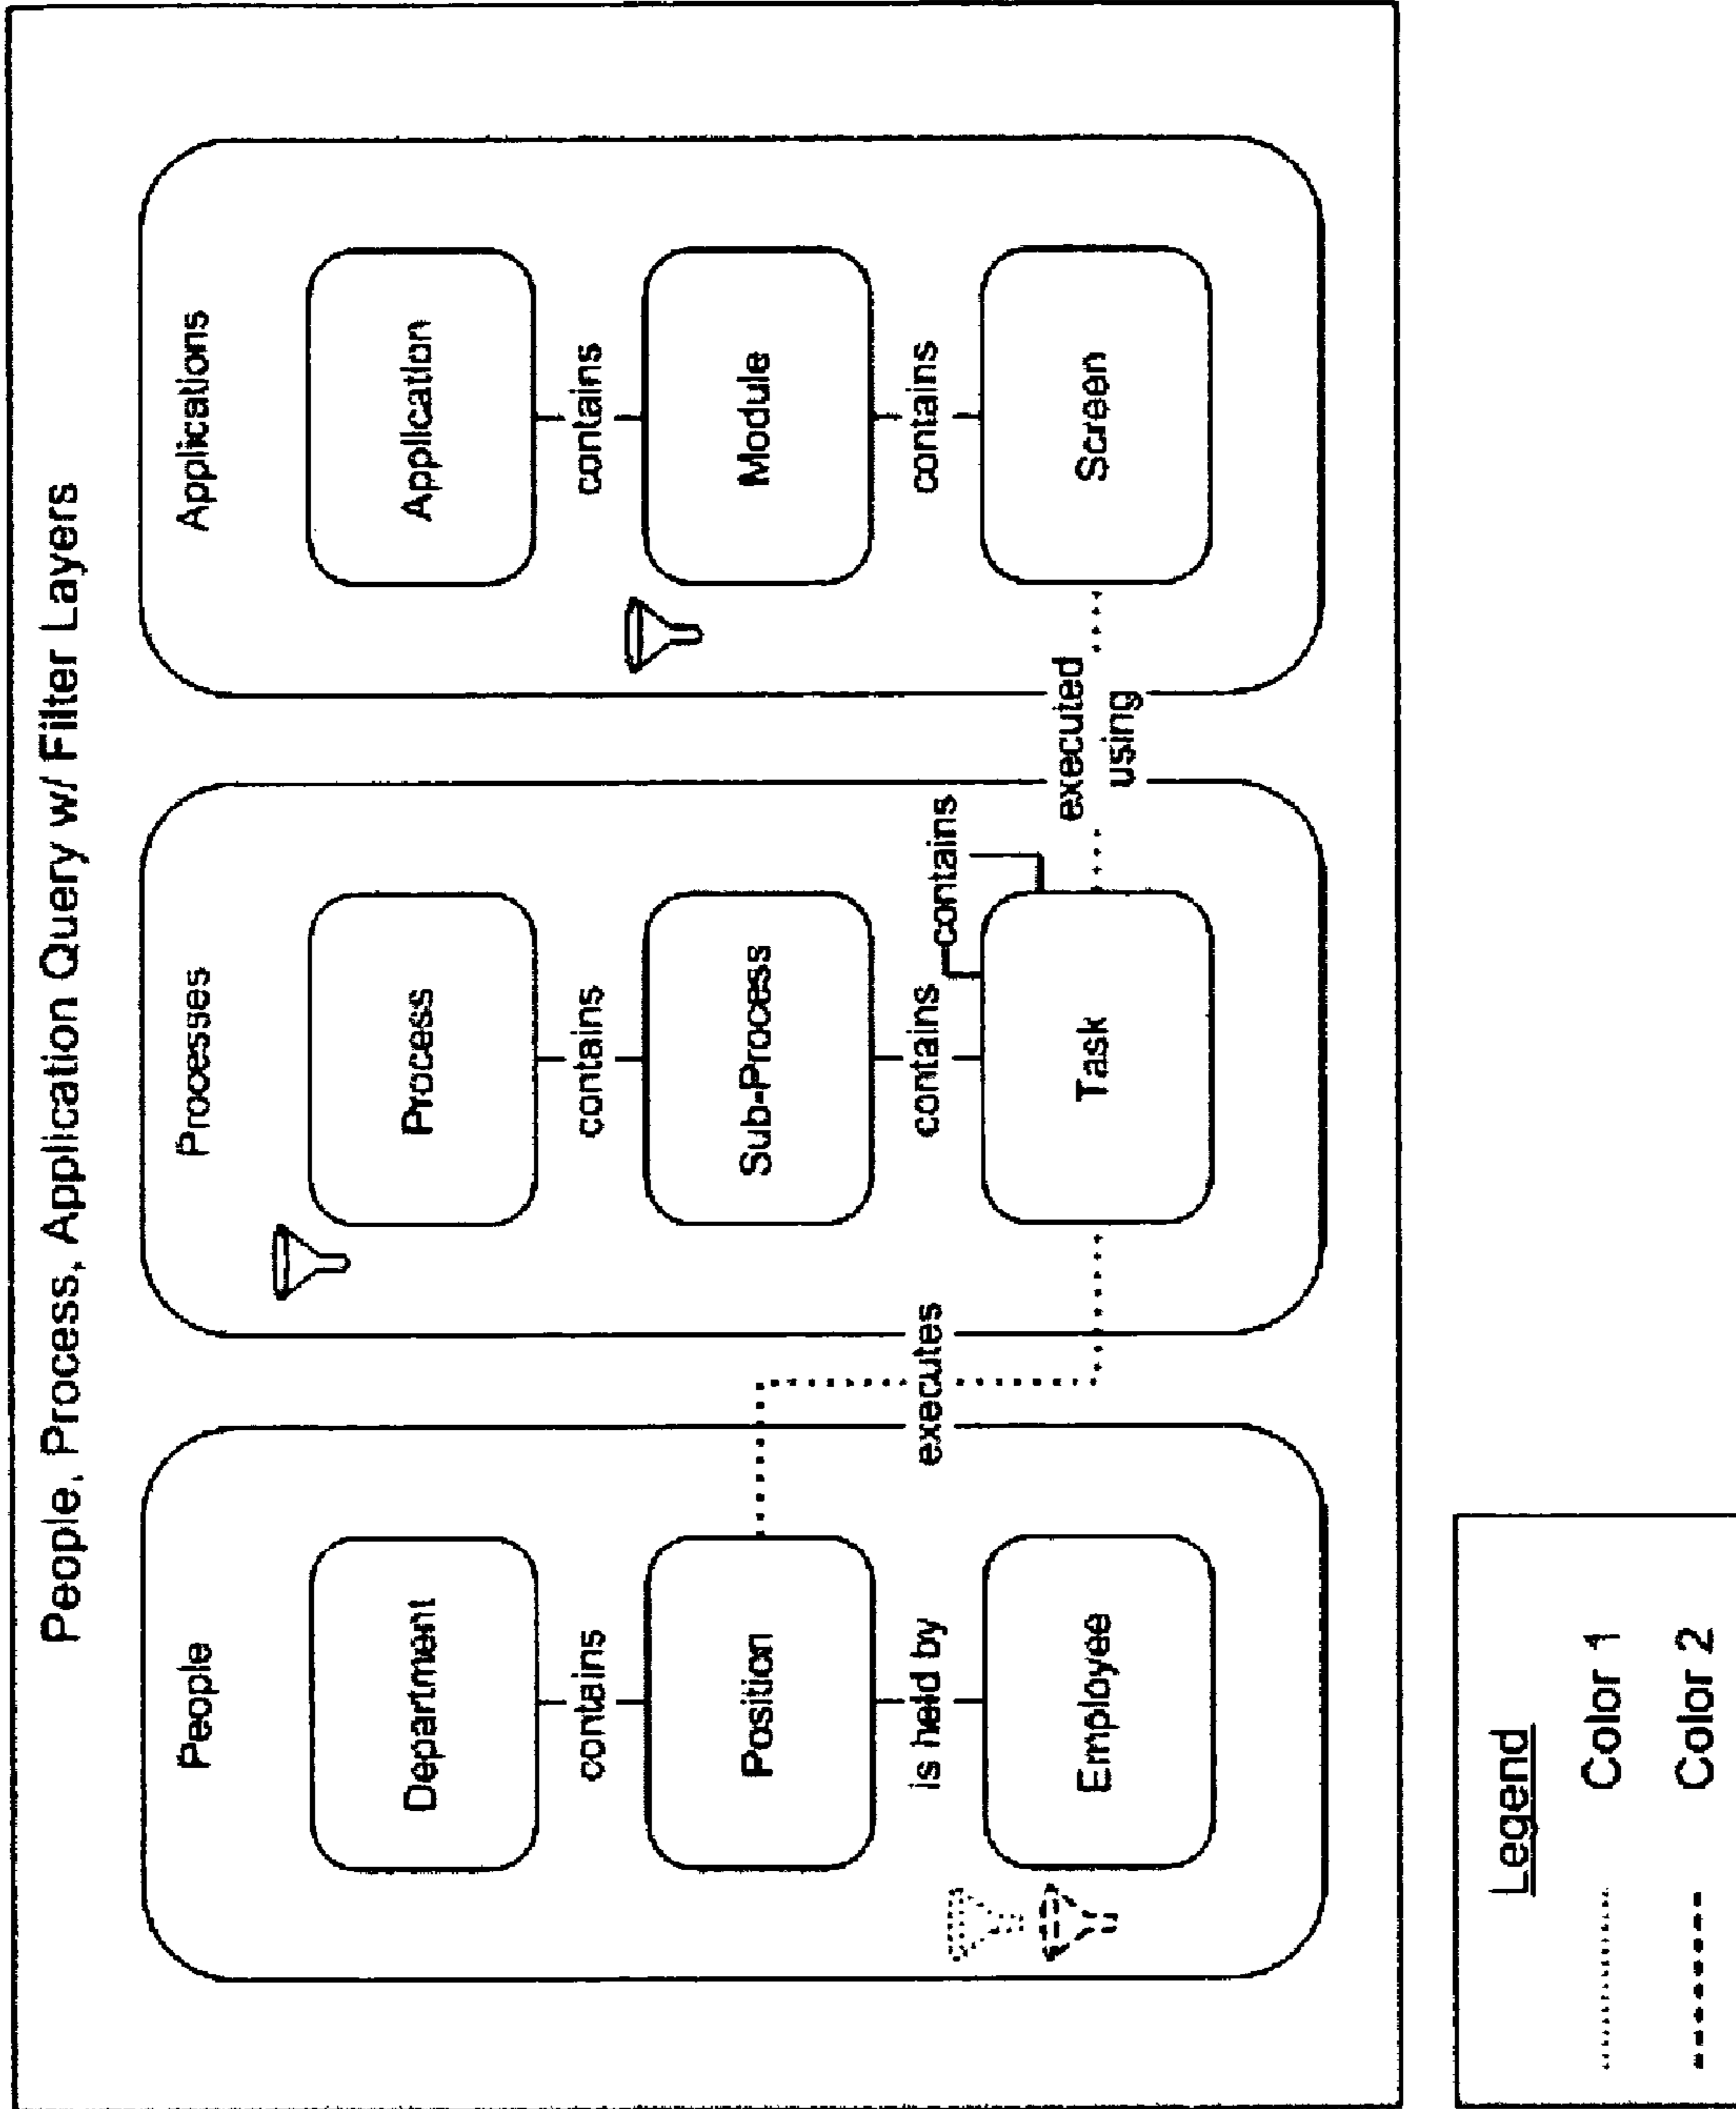 People, Process, Application Query w/ Filter Layers
People
Department
contains
Position
is held by
Employee
executes
Processes
Process
contains
Sub-Process
contains
contains
Task
executed
using
Applications
Application
contains
Module
contains
Screen
Legend
Color 1
Color 2